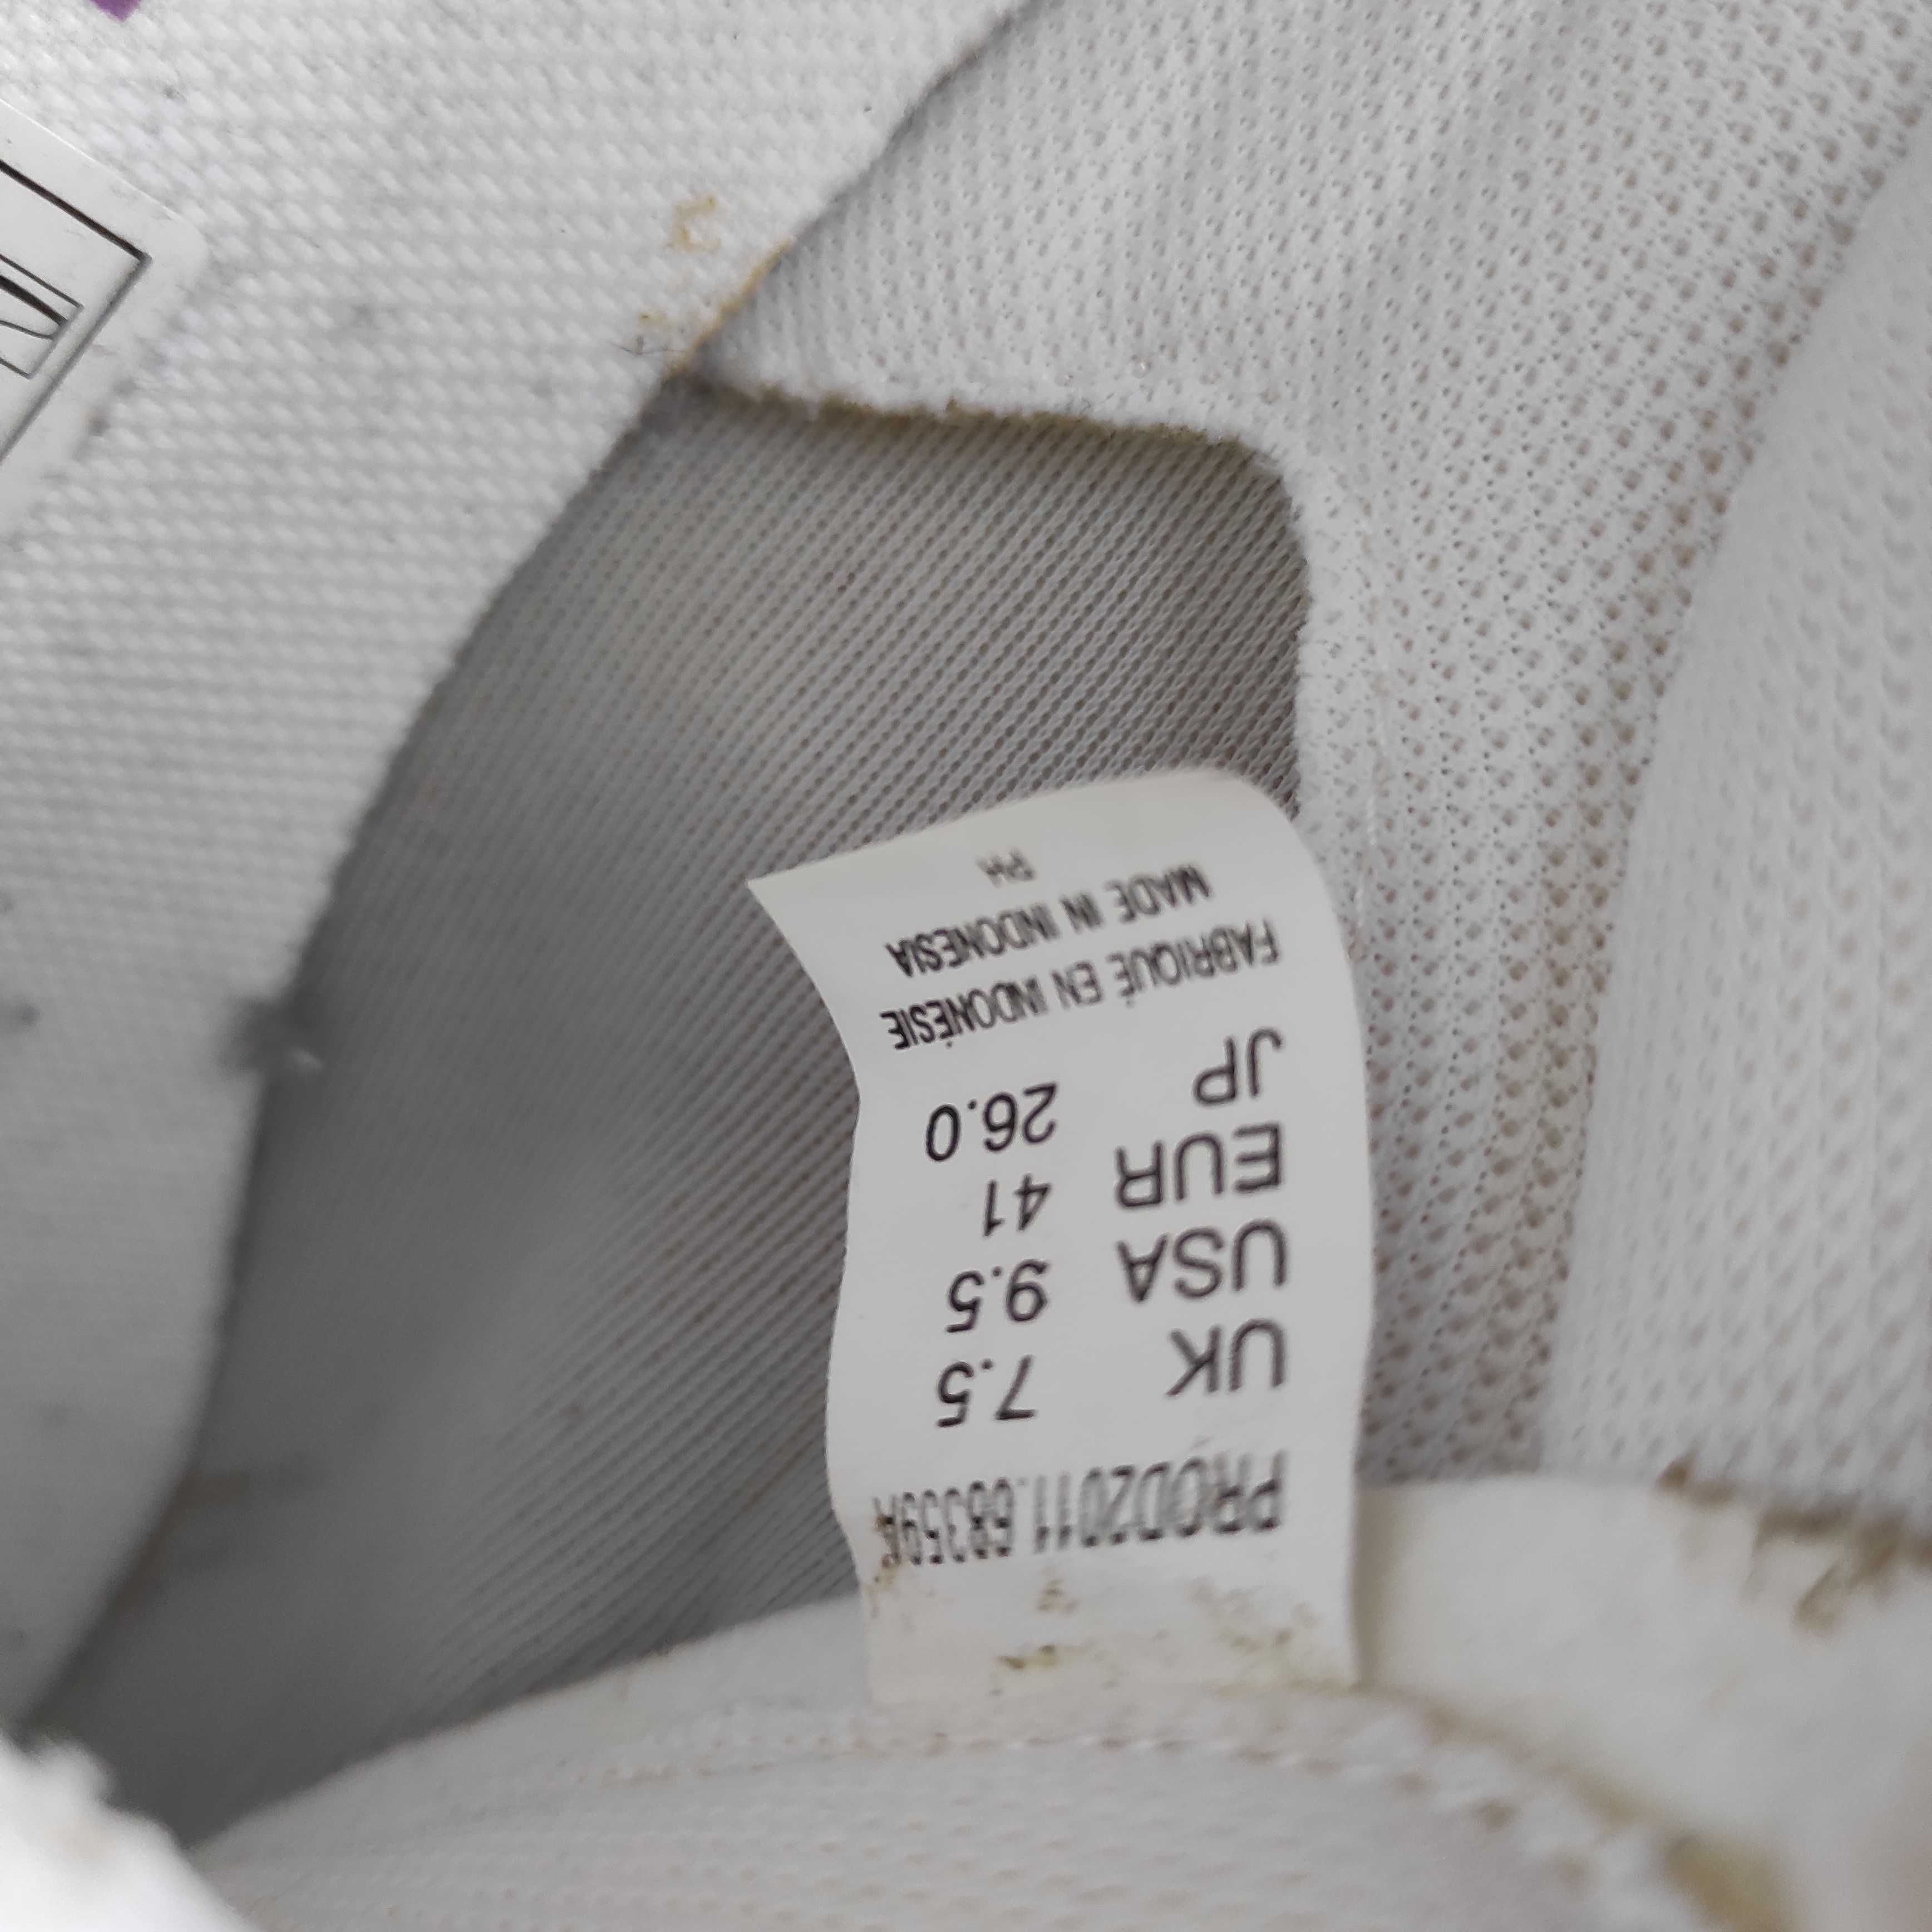 PROD2011.68359A
UK 7.5
USA 9.5
EUR 41
JP 26.0
FABRIQUÉ EN INDONÉSIE
MADE IN INDONESIA
PH